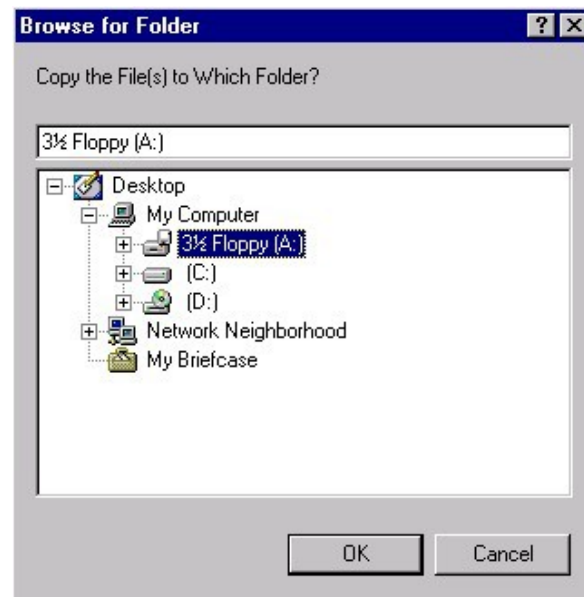 Browse for Folder
Copy the File(s) to Which Folder?
3½ Floppy (A:)
Desktop
My Computer
3½ Floppy (A:)
(C:)
(D:)
Network Neighborhood
My Briefcase
OK Cancel